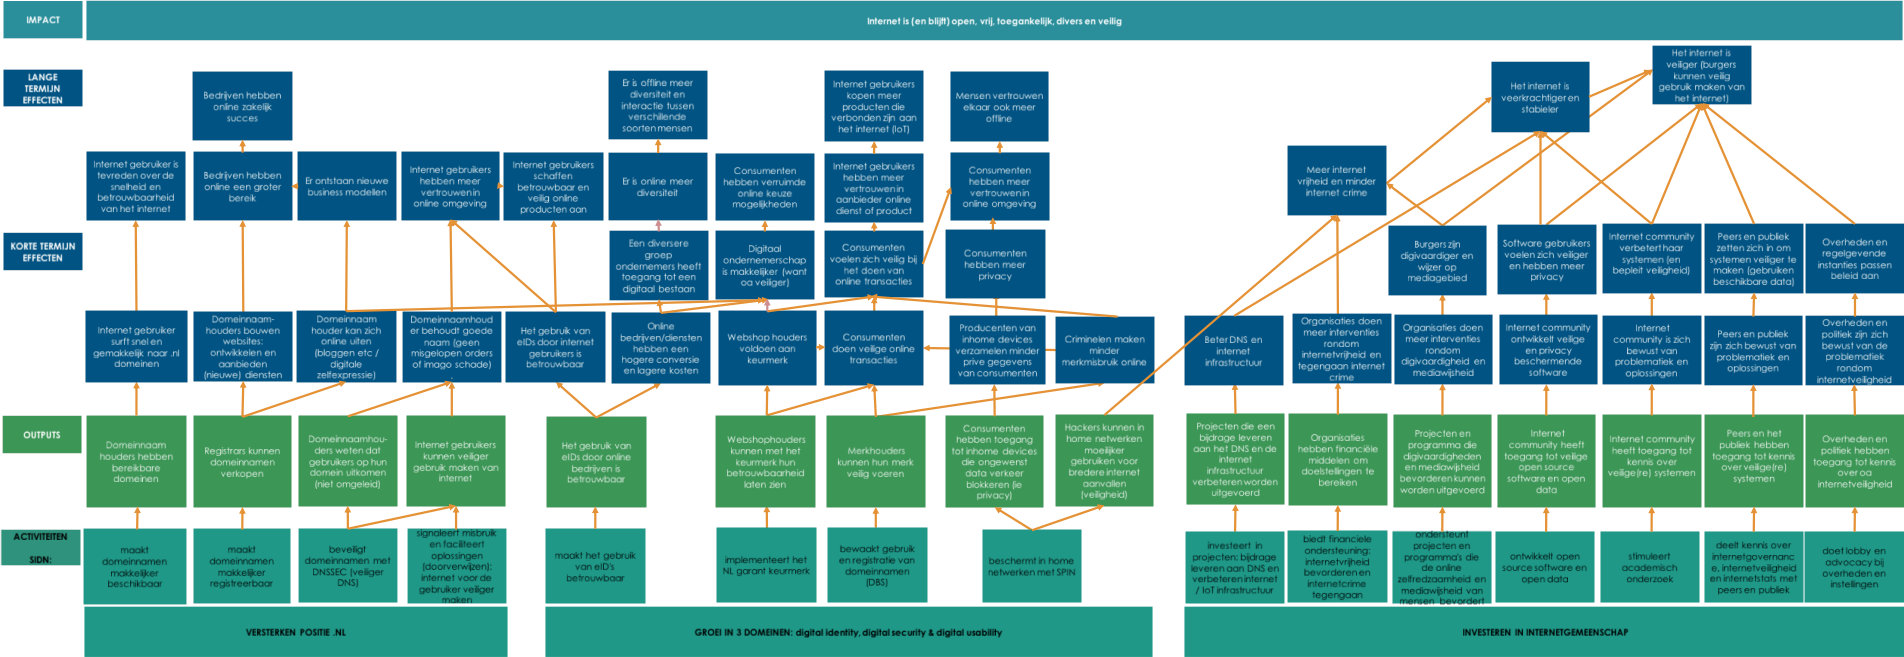 IMPACT
Internet is (en blijft) open, vrij, toegankelijk, divers en veilig
LANGE
TERMIJN
EFFECTEN
Bedrijven hebben
online zakelijk
succes
Er is offline meer
diversiteit en
interactie tussen
verschillende
soorten mensen
Internet gebruikers
kopen meer
producten die
verbonden zijn aan
het internet (IoT)
Mensen vertrouwen
elkaar ook meer
offline
Het internet is
veerkrachtiger en
stabieler
Het internet is
veiliger (burgers
kunnen veilig
gebruik maken van
het internet)
Internet gebruiker is
tevreden over de
snelheid en
betrouwbaarheid
van het internet
Bedrijven hebben
online een groter
bereik
Er ontstaan nieuwe
business modellen
Internet gebruikers
hebben meer
vertrouwen in
online omgeving
Internet gebruikers
schaffen
betrouwbaar en
veilig online
producten aan
Er is online meer
diversiteit
Consumenten
hebben verruimde
online keuze
mogelijkheden
Internet gebruikers
hebben meer
vertrouwen in
aanbieder online
dienst of product
Consumenten
hebben meer
vertrouwen in
online omgeving
Meer internet
vrijheid en minder
internet crime
KORTE TERMIJN
EFFECTEN
Een diversere
groep
ondernemers heeft
toegang tot een
digitaal bestaan
Digitaal
ondernemerschap
is makkelijker (want
oa veiliger)
Consumenten
voelen zich veilig bij
het doen van
online transacties
Consumenten
hebben meer
privacy
Burgers zijn
digivaardiger en
wijzer op
mediagebied
Software gebruikers
voelen zich veiliger
en hebben meer
privacy
Internet community
verbetert haar
systemen (en
bepleit veiligheid)
Peers en publiek
zetten zich in om
systemen veiliger te
maken (gebruiken
beschikbare data)
Overheden en
regelgevende
instanties passen
beleid aan
Internet gebruiker
surft snel en
gemakkelijk naar .nl
domeinen
Domeinnaam-
houders bouwen
websites:
ontwikkelen en
aanbieden
(nieuwe) diensten
Domeinnaam
houder kan zich
online uiten
(bloggen etc /
digitale
zelfexpressie)
Domeinnaamhoud
er behoudt goede
naam (geen
misgelopen orders
of imago schade)
Het gebruik van
eIDs door internet
gebruikers is
betrouwbaar
Online
bedrijven/diensten
hebben een
hogere conversie
en lagere kosten
Webshop houders
voldoen aan
keurmerk
Consumenten
doen veilige online
transacties
Producenten van
inhome devices
verzamelen minder
prive gegevens
van consumenten
Criminelen maken
minder
merkmisbruik online
Beter DNS en
internet
infrastructuur
Organisaties doen
meer interventies
rondom
internetvrijheid en
tegengaan internet
crime
Organisaties doen
meer interventies
rondom
digivaardigheid en
mediawijsheid
Internet community
ontwikkelt veilige
en privacy
beschermende
software
Internet
community is zich
bewust van
problematiek en
oplossingen
Peers en publiek
zijn zich bewust van
problematiek en
oplossingen
Overheden en
politiek zijn zich
bewust van de
problematiek
rondom
internetveiligheid
OUTPUTS
Domeinnaam
houders hebben
bereikbare
domeinen
Registrars kunnen
domeinnamen
verkopen
Domeinnaamhou-
ders weten dat
gebruikers op hun
domein uitkomen
(niet omgeleid)
Internet gebruikers
kunnen veiliger
gebruik maken van
internet
Het gebruik van
eIDs door online
bedrijven is
betrouwbaar
Webshophouders
kunnen met het
keurmerk hun
betrouwbaarheid
laten zien
Merkhouders
kunnen hun merk
veilig voeren
Consumenten
hebben toegang
tot inhome devices
die ongewenst
data verkeer
blokkeren (ie
privacy)
Hackers kunnen in
home netwerken
moeilijker
gebruiken voor
bredere internet
aanvallen
(veiligheid)
Projecten die een
bijdrage leveren
aan het DNS en de
internet
infrastructuur
verbeteren worden
uitgevoerd
Organisaties
hebben financiële
middelen om
doelstellingen te
bereiken
Projecten en
programma die
digivaardigheden
en mediawijsheid
bevorderen kunnen
worden uitgevoerd
Internet
community heeft
toegang tot veilige
open source
software en open
data
Internet community
heeft toegang tot
kennis over
veilige(re) systemen
Peers en het
publiek hebben
toegang tot kennis
over veilige(re)
systemen
Overheden en
politiek hebben
toegang tot kennis
over oa
internetveiligheid
ACTIVITEITEN
SIDN:
maakt
domeinnamen
makkelijker
beschikbaar
maakt
domeinnamen
makkelijker
registreerbaar
beveiligt
domeinnamen met
DNSSEC (veiliger
DNS)
signaleert misbruik
en faciliteert
oplossingen
(doorverwijzen):
internet voor de
gebruiker veiliger
maken
maakt het gebruik
van eID's
betrouwbaar
implementeert het
NL garant keurmerk
bewaakt gebruik
en registratie van
domeinnamen
(DBS)
beschermt in home
netwerken met SPIN
investeert in
projecten: bijdrage
leveren aan DNS en
verbeteren internet
/ IoT infrastructuur
biedt financiele
ondersteuning:
internetvrijheid
bevorderen en
internetcrime
tegengaan
ondersteunt
projecten en
programma's die
de online
zelfredzaamheid en
mediawijsheid van
mensen bevordert
ontwikkelt open
source software en
open data
stimuleert
academisch
onderzoek
deelt kennis over
internetgovernanc
e, internetveiligheid
en internetstats met
peers en publiek
doet lobby en
advocacy bij
overheden en
instellingen
VERSTERKEN POSITIE .NL
GROEI IN 3 DOMEINEN: digital identity, digital security & digital usability
INVESTEREN IN INTERNETGEMEENSCHAP